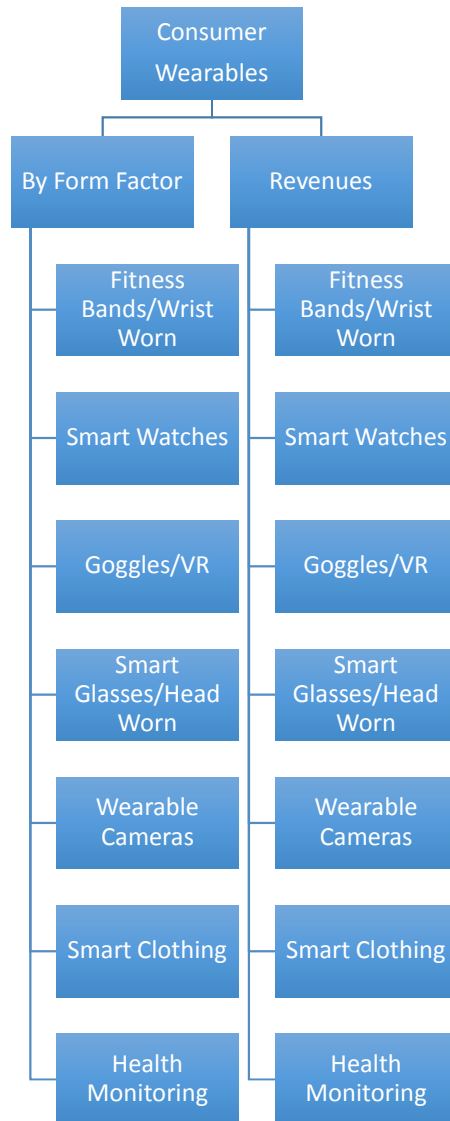 Consumer
Wearables
By Form Factor
Fitness
Bands/Wrist
Worn
Smart Watches
Goggles/VR
Smart
Glasses/Head
Worn
Wearable
Cameras
Smart Clothing
Health
Monitoring
Revenues
Fitness
Bands/Wrist
Worn
Smart Watches
Goggles/VR
Smart
Glasses/Head
Worn
Wearable
Cameras
Smart Clothing
Health
Monitoring